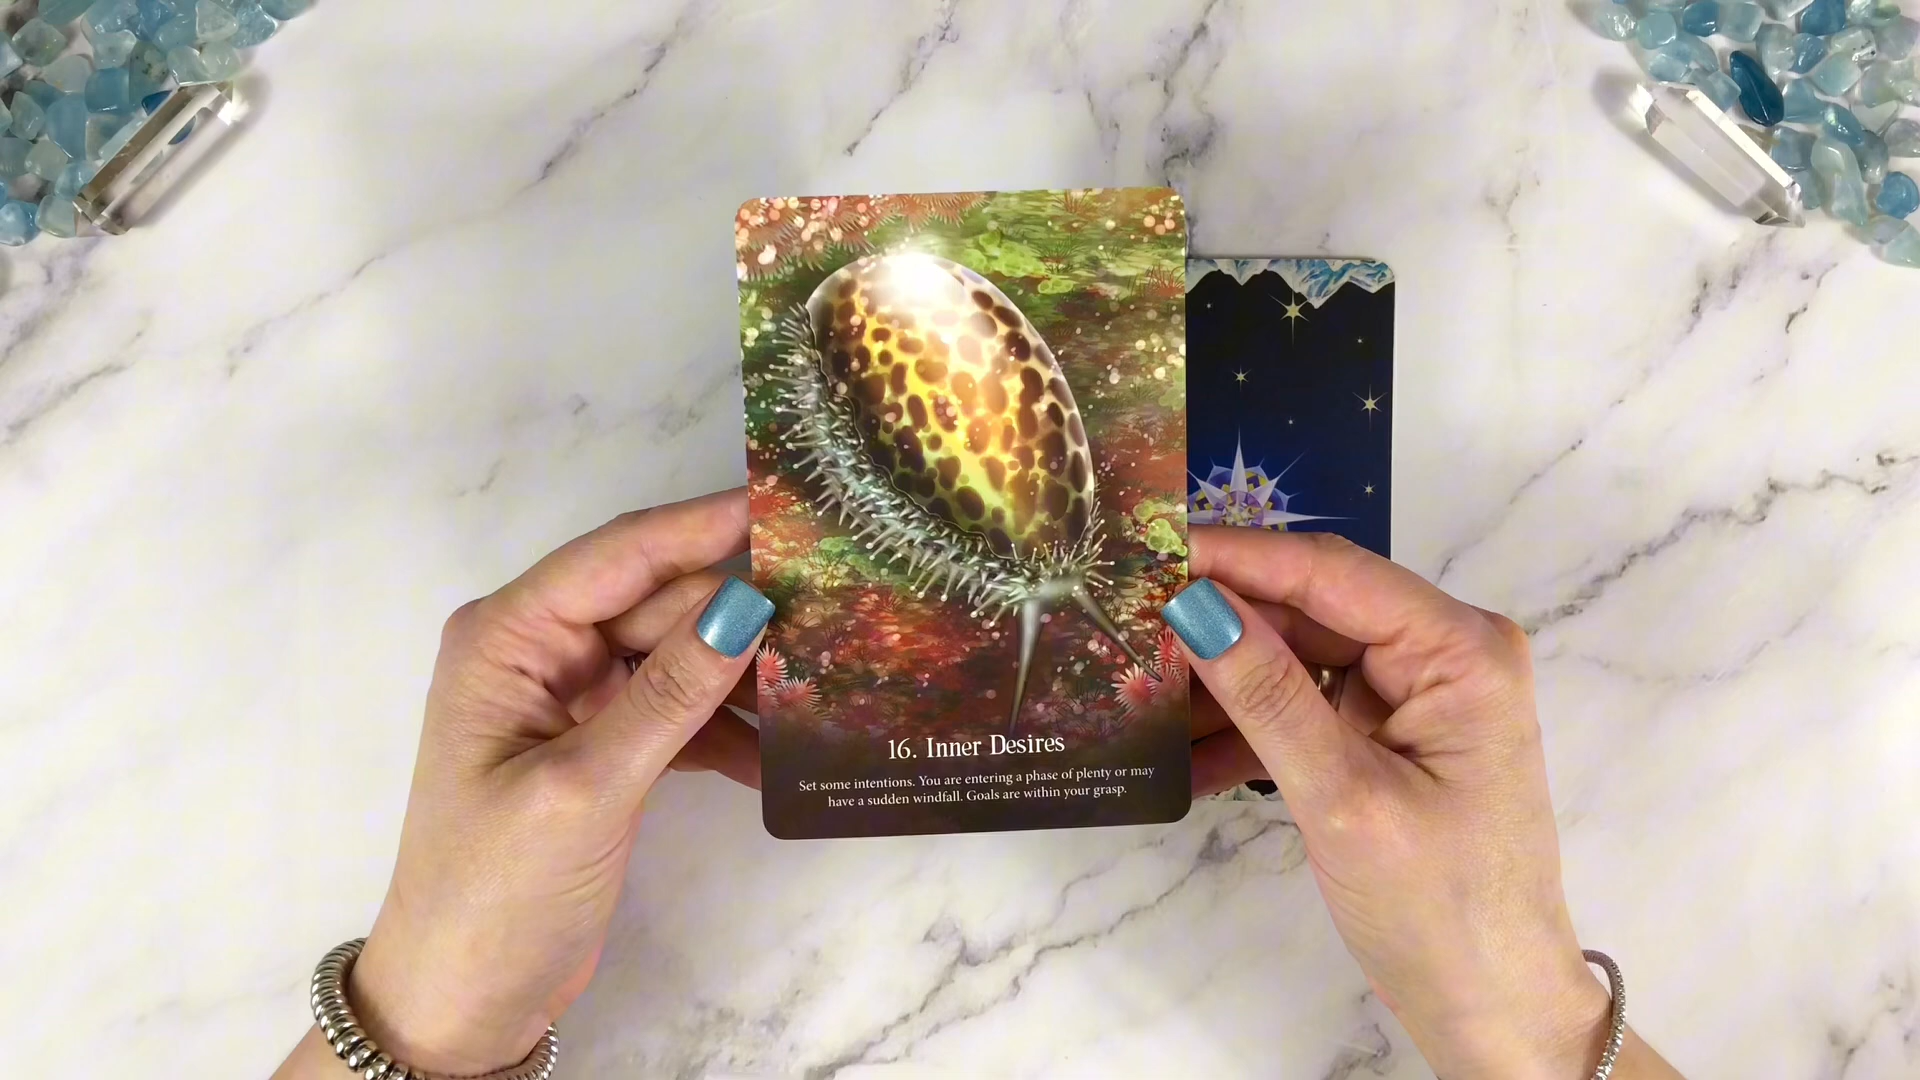 16. Inner Desires
Set some intentions. You are entering a phase of plenty or may
have a sudden windfall. Goals are within your grasp.